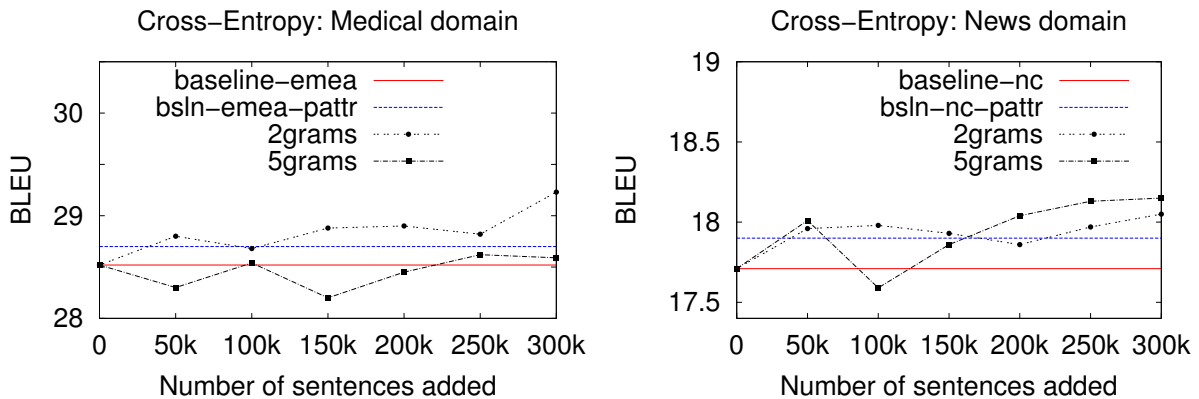 Cross−Entropy: Medical domain
30
29
28
BLEU
baseline−emea
bsln−emea−pattr
2grams
5grams
0 50k 100k 150k 200k 250k 300k
Number of sentences added
Cross−Entropy: News domain
19
18.5
18
17.5
BLEU
baseline−nc
bsln−nc−pattr
2grams
5grams
0 50k 100k 150k 200k 250k 300k
Number of sentences added